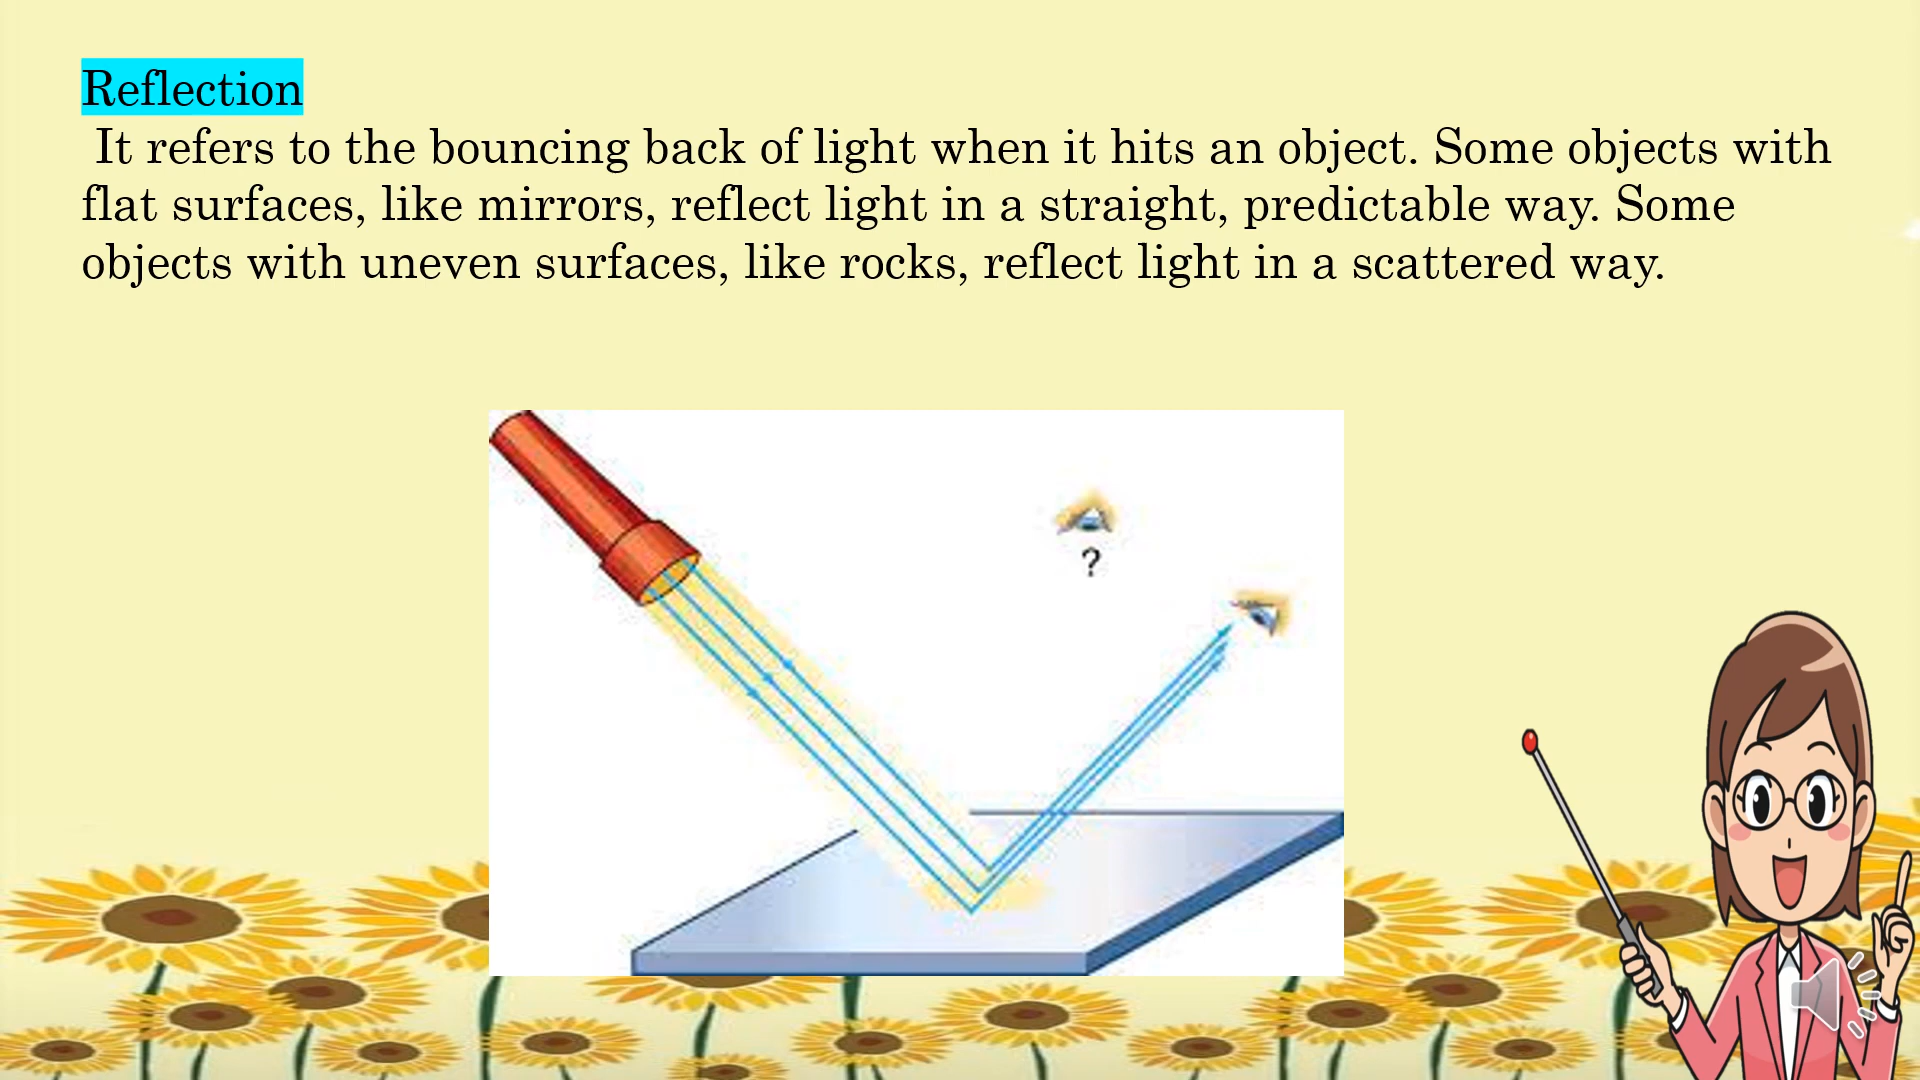 Reflection
It refers to the bouncing back of light when it hits an object. Some objects with
flat surfaces, like mirrors, reflect light in a straight, predictable way. Some
objects with uneven surfaces, like rocks, reflect light in a scattered way.
?